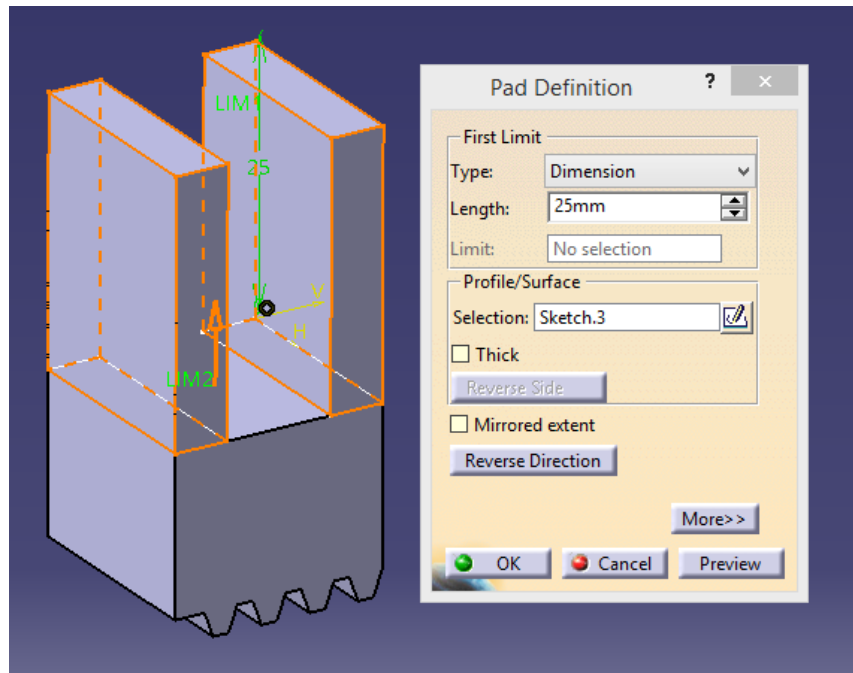 LIM1
25
V
H
LIM2
Pad Definition ? ×
First Limit
Type: Dimension
Length: 25mm
Limit: No selection
Profile/Surface
Selection: Sketch.3
Thick
Reverse Side
Mirrored extent
Reverse Direction
More>>
OK Cancel Preview